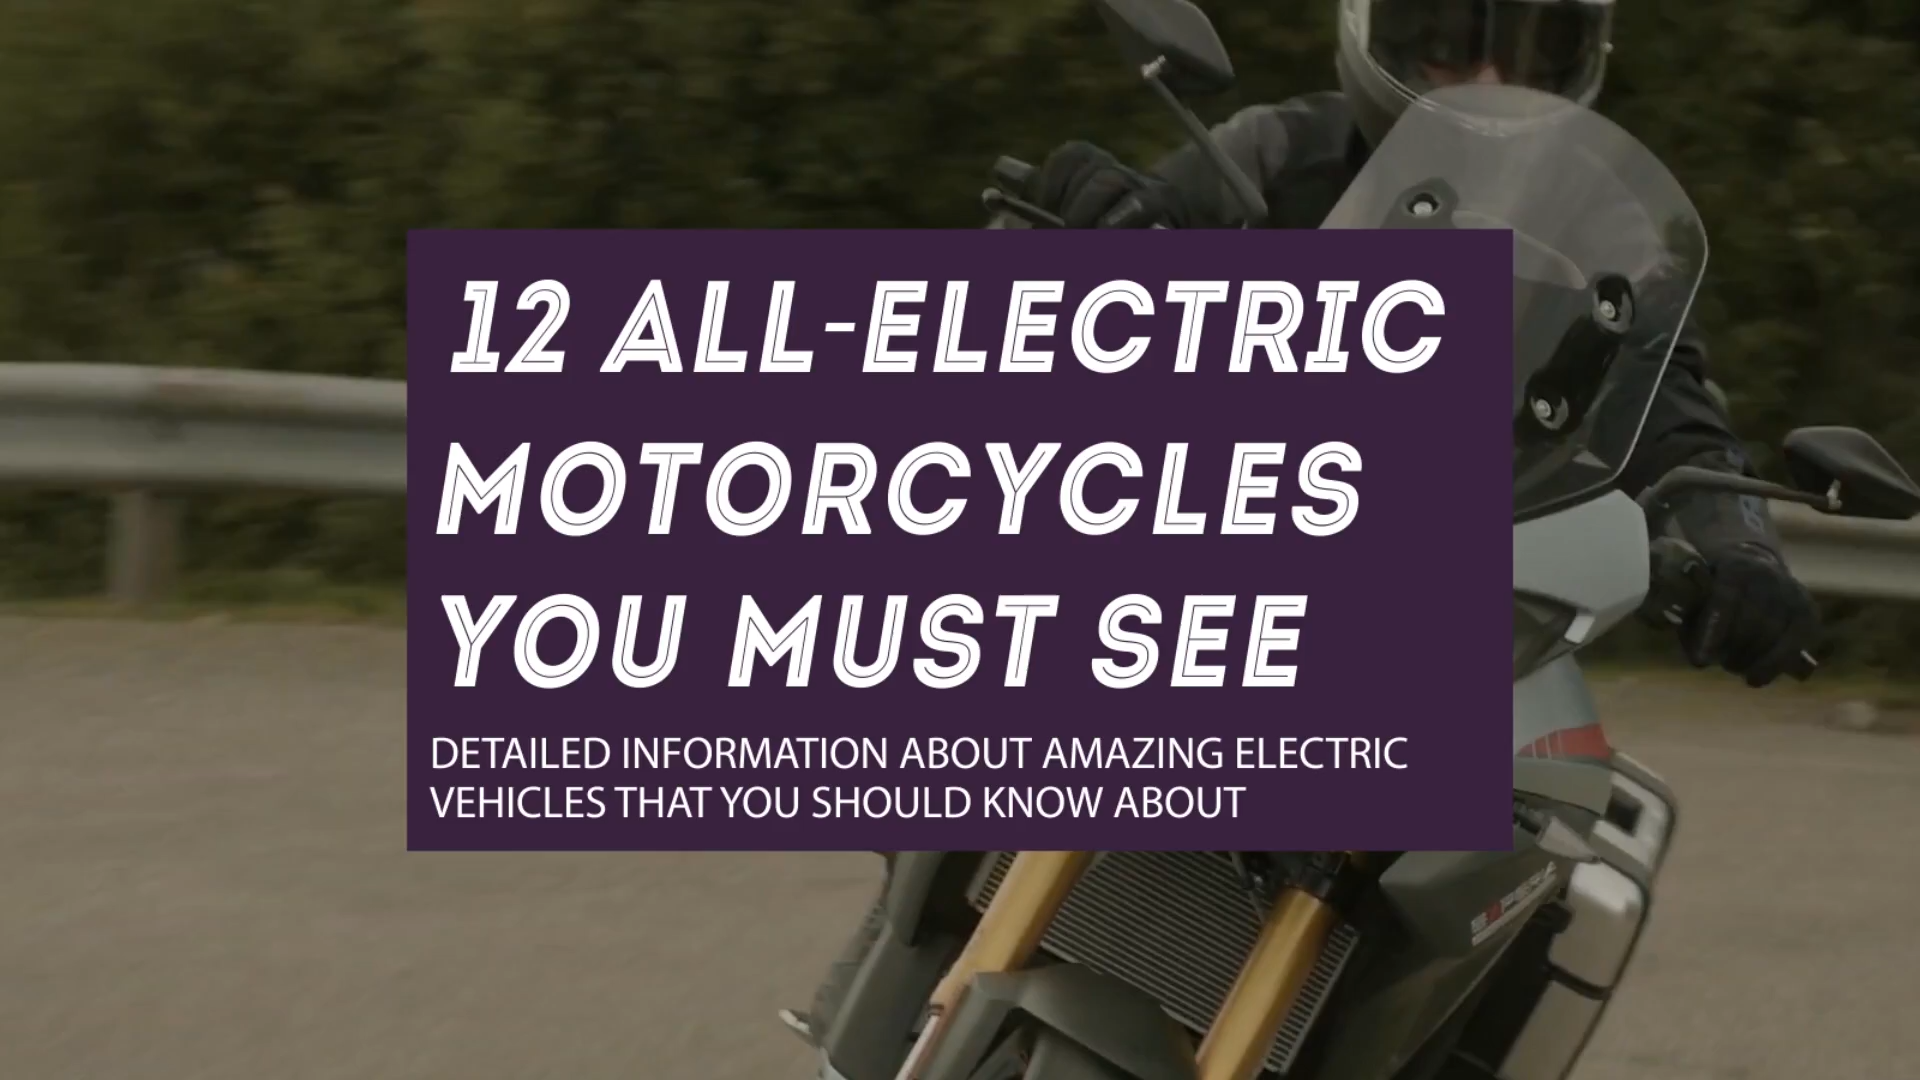 12 ALL-ELECTRIC
MOTORCYCLES
YOU MUST SEE
DETAILED INFORMATION ABOUT AMAZING ELECTRIC
VEHICLES THAT YOU SHOULD KNOW ABOUT